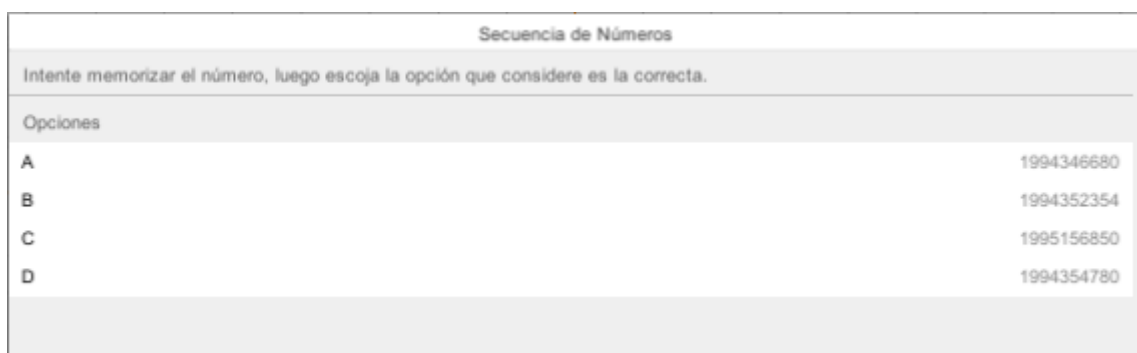 Secuencia de Números
Intente memorizar el número, luego escoja la opción que considere es la correcta.
Opciones
A 1994346680
B 1994352354
C 1995156850
D 1994354780